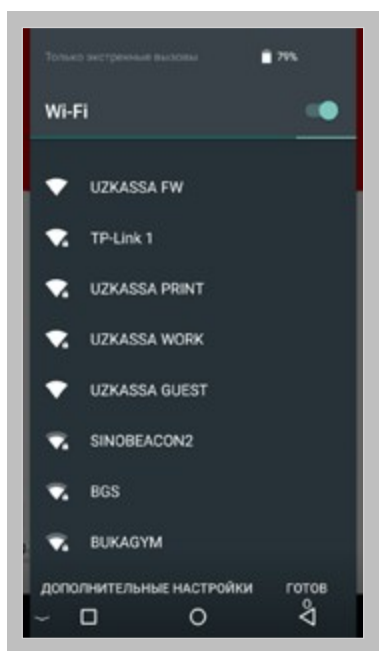 Только экстренные вызовы 79%
Wi-Fi
UZKASSA FW
TP-Link 1
UZKASSA PRINT
UZKASSA WORK
UZKASSA GUEST
SINOBEACON2
BGS
BUKAGYM
ДОПОЛНИТЕЛЬНЫЕ НАСТРОЙКИ ГОТОВ
О